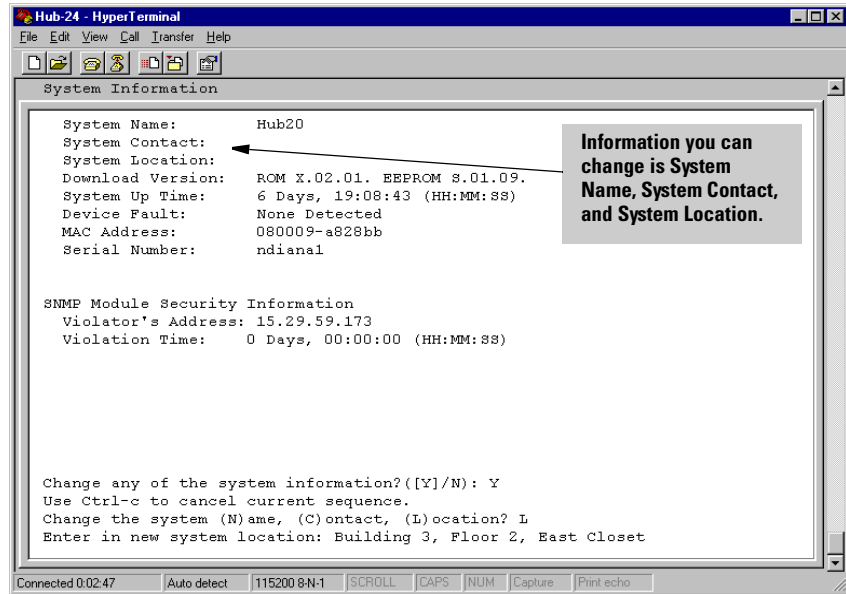 Hub-24 - HyperTerminal
File Edit View Call Transfer Help
System Information
System Name: Hub20
System Contact:
System Location:
Download Version: ROM X.02.01. EEPROM S.01.09.
System Up Time: 6 Days, 19:08:43 (HH:MM:SS)
Device Fault: None Detected
MAC Address: 080009-a828bb
Serial Number: ndiana1
Information you can
change is System
Name, System Contact,
and System Location.
SNMP Module Security Information
Violator's Address: 15.29.59.173
Violation Time: 0 Days, 00:00:00 (HH:MM:SS)
Change any of the system information?([Y]/N): Y
Use Ctrl-c to cancel current sequence.
Change the system (N)ame, (C)ontact, (L)ocation? L
Enter in new system location: Building 3, Floor 2, East Closet
Connected 0:02:47 Auto detect 115200 8-N-1 SCROLL CAPS NUM Capture Print echo